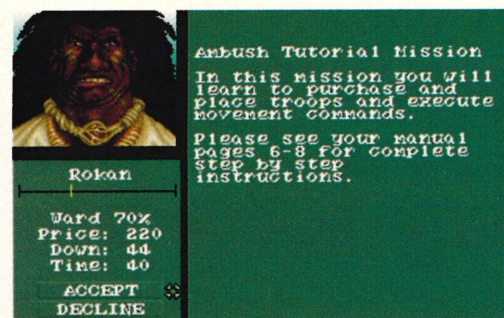 Ambush Tutorial Mission
In this mission you will
learn to purchase and
place troops and execute
movement commands.
Please see your manual
pages 6-8 for complete
step by step
instructions.
Rokan
Ward 70%
Price: 220
Down: 44
Time: 40
ACCEPT
DECLINE